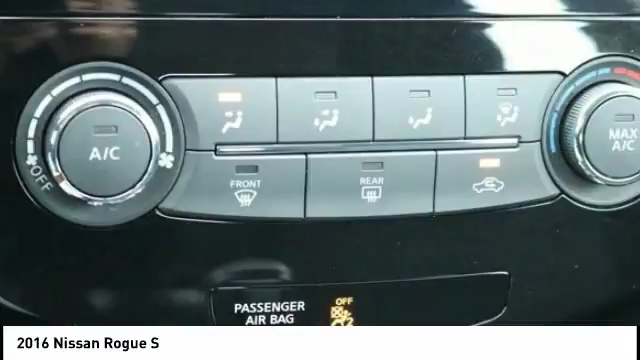 A/C
OFF
FRONT
REAR
MAX
A/C
PASSENGER
AIR BAG
OFF
2016 Nissan Rogue S